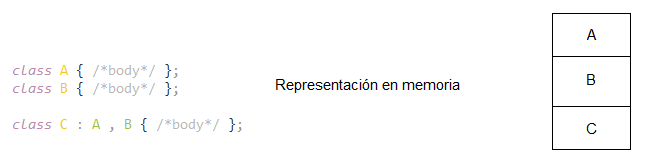 class A { /*body*/ };
class B { /*body*/ };
class C : A , B { /*body*/ };
Representación en memoria
A
B
C